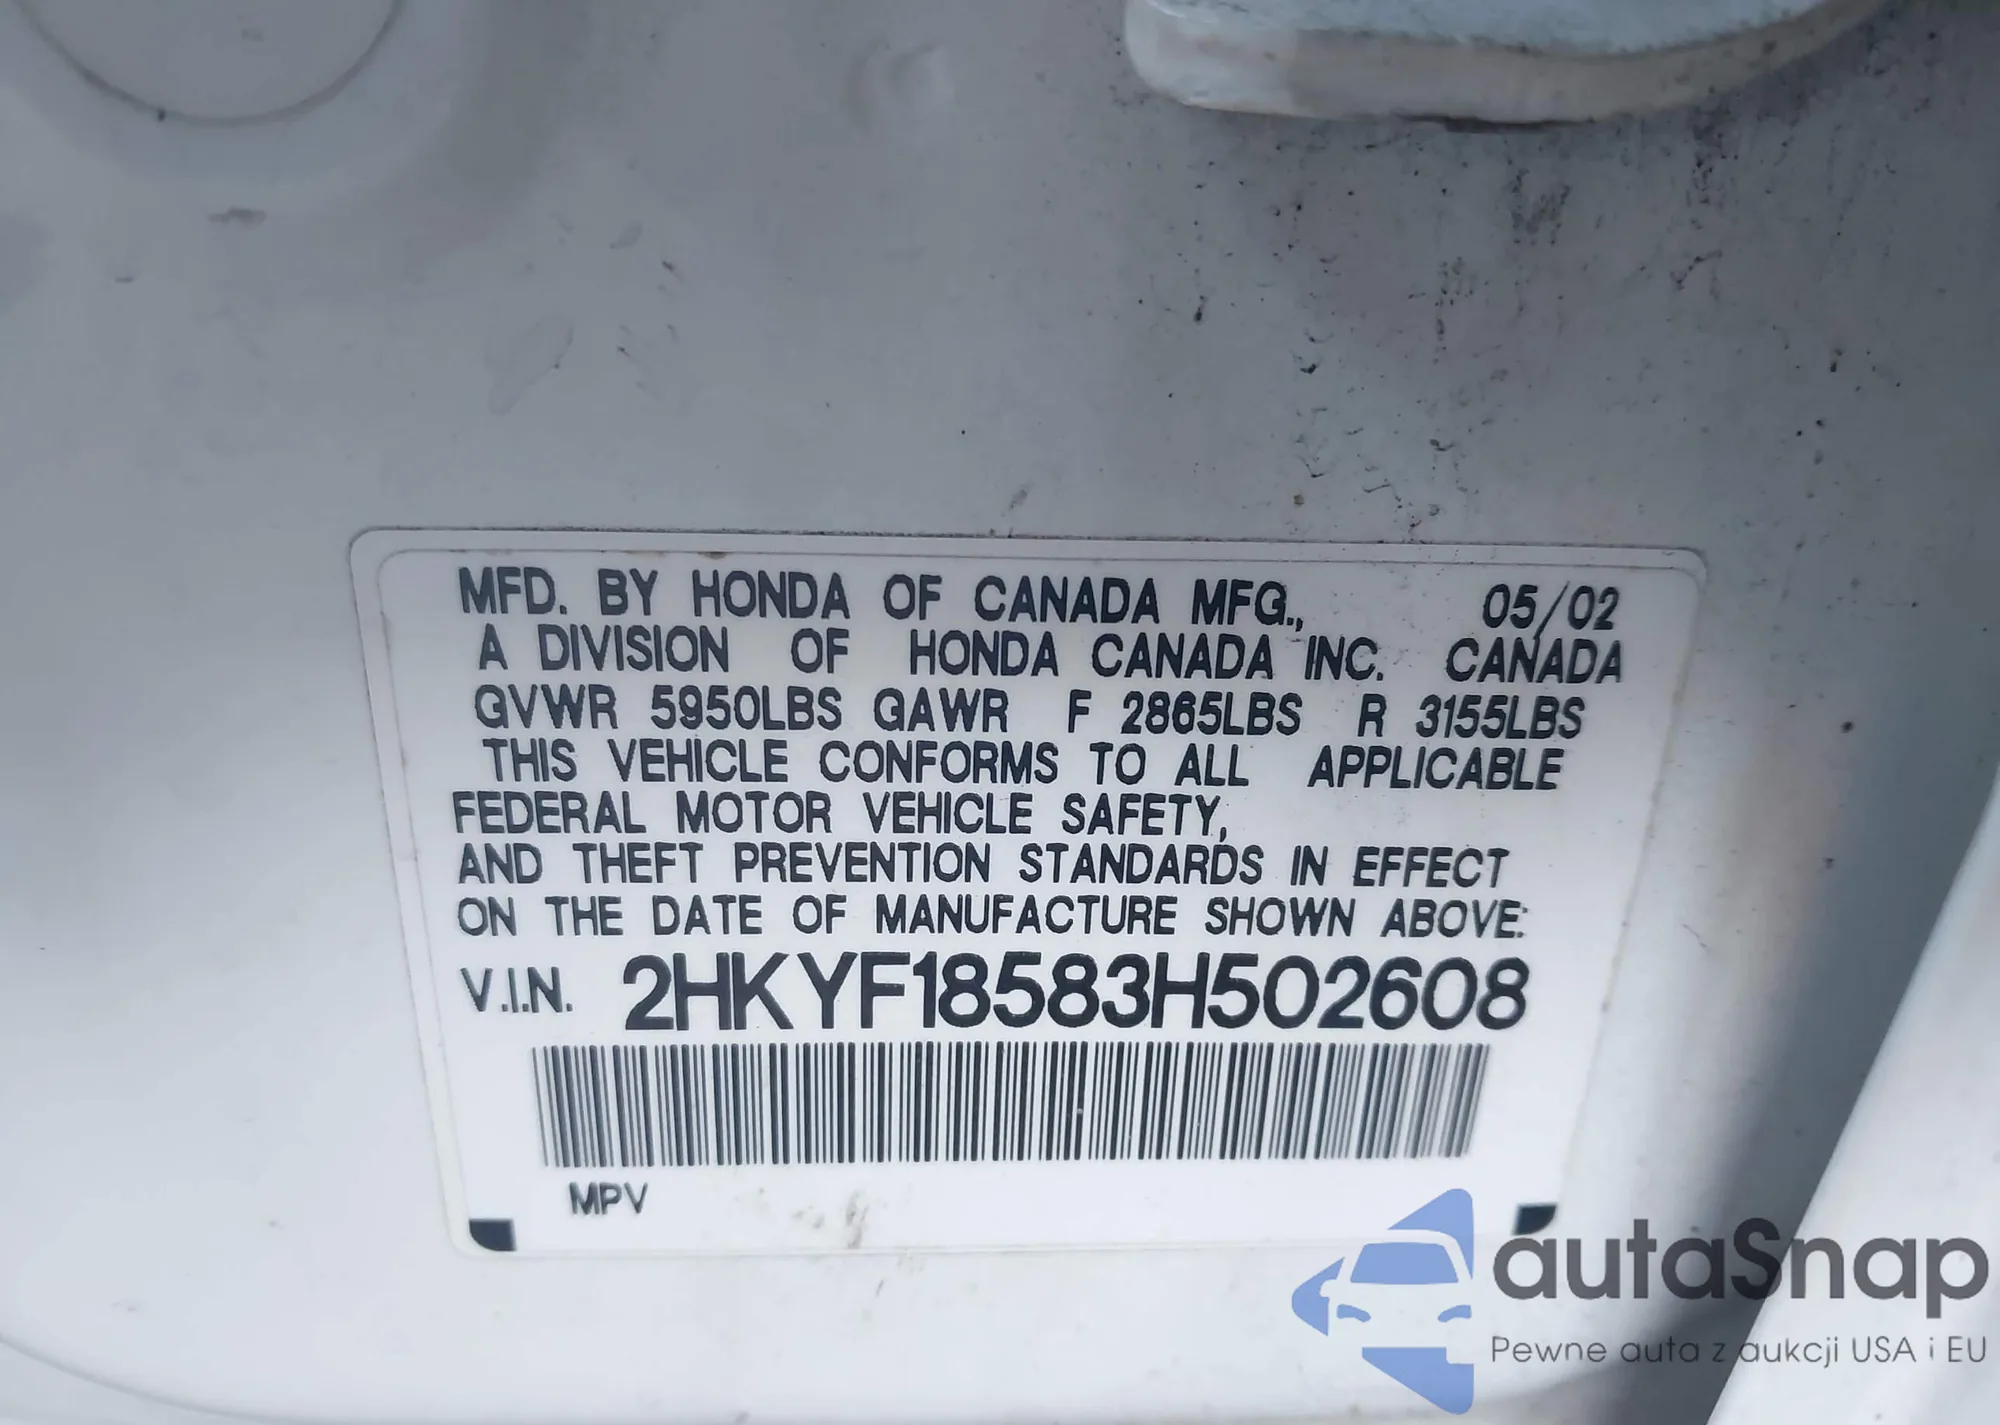 MFD. BY HONDA OF CANADA MFG., 05/02
A DIVISION OF HONDA CANADA INC. CANADA
GVWR 5950LBS GAWR F 2865LBS R 3155LBS
THIS VEHICLE CONFORMS TO ALL APPLICABLE
FEDERAL MOTOR VEHICLE SAFETY,
AND THEFT PREVENTION STANDARDS IN EFFECT
ON THE DATE OF MANUFACTURE SHOWN ABOVE:
V.I.N. 2HKYF18583H502608
MPV
autaSnap
Pewne auta z aukcji USA i EU